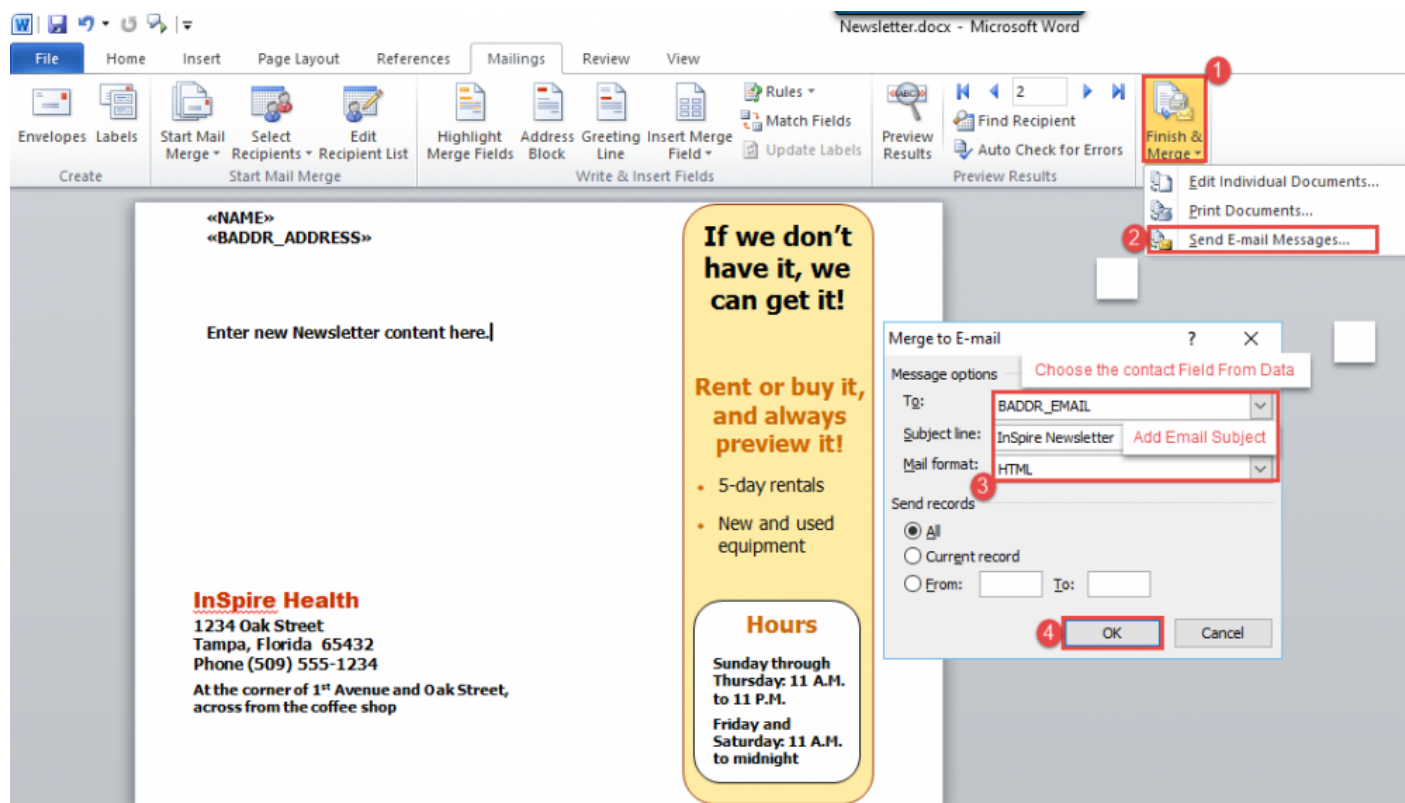 Newsletter.docx - Microsoft Word
File Home Insert Page Layout References Mailings Review View
1
Envelopes Labels
Start Mail Merge Select Recipients Edit Recipient List
Highlight Merge Fields Address Block Greeting Line Insert Merge Field
Rules
Match Fields
Update Labels
ABC
Preview Results
2
Find Recipient
Auto Check for Errors
Finish & Merge
Create Start Mail Merge Write & Insert Fields Preview Results
Edit Individual Documents...
Print Documents...
2 Send E-mail Messages...
«NAME»
«BADDR_ADDRESS»
Enter new Newsletter content here.
InSpire Health
1234 Oak Street
Tampa, Florida 65432
Phone (509) 555-1234
At the corner of 1st Avenue and Oak Street,
across from the coffee shop
If we don't
have it, we
can get it!
Rent or buy it,
and always
preview it!
• 5-day rentals
• New and used
equipment
Hours
Sunday through
Thursday: 11 A.M.
to 11 P.M.
Friday and
Saturday: 11 A.M.
to midnight
Merge to E-mail ? X
Message options
Choose the contact Field From Data
To: BADDR_EMAIL
Subject line: InSpire Newsletter Add Email Subject
Mail format: HTML
3
Send records
All
Current record
From: To:
4 OK Cancel